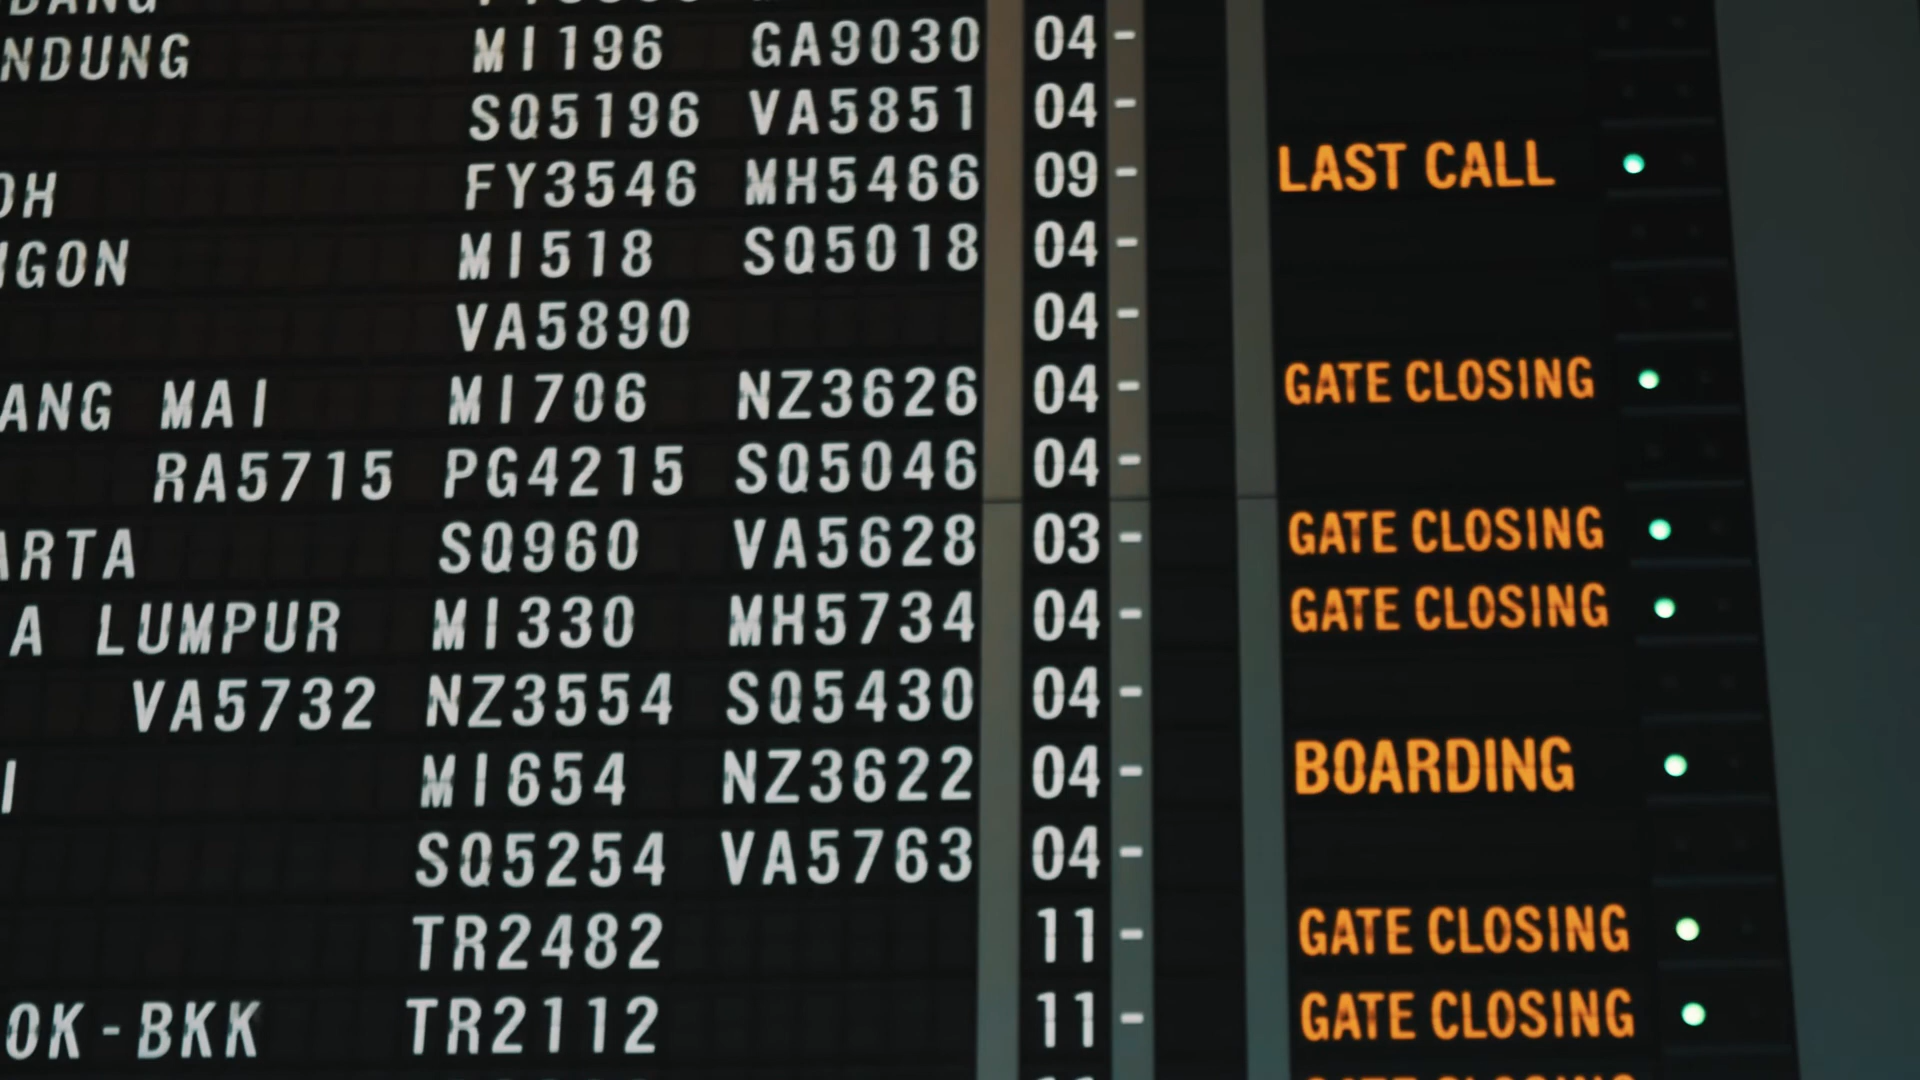 NDUNG MI196 GA9030 04 -
SQ5196 VA5851 04 -
OH FY3546 MH5466 09 - LAST CALL
NGON MI518 SQ5018 04 -
VA5890 04 -
ANG MAI MI706 NZ3626 04 - GATE CLOSING
RA5715 PG4215 SQ5046 04 -
ARTA SQ960 VA5628 03 - GATE CLOSING
A LUMPUR MI330 MH5734 04 - GATE CLOSING
VA5732 NZ3554 SQ5430 04 -
I MI654 NZ3622 04 - BOARDING
SQ5254 VA5763 04 -
TR2482 11 - GATE CLOSING
OK-BKK TR2112 11 - GATE CLOSING